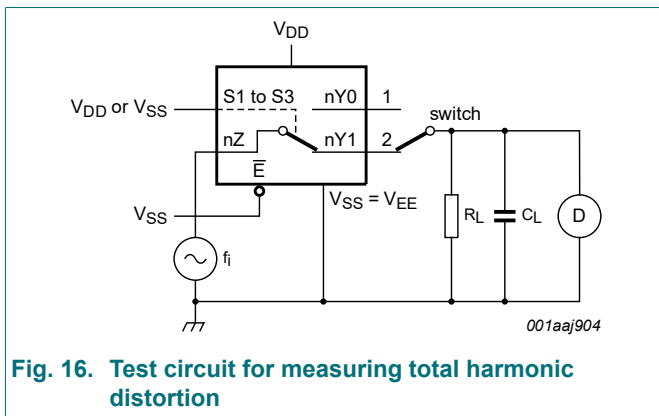 VDD
VDD or VSS
S1 to S3
nY0
1
switch
nZ
nY1
2
E
VSS
VSS = VEE
RL
CL
D
fi
001aaj904
Fig. 16. Test circuit for measuring total harmonic
distortion